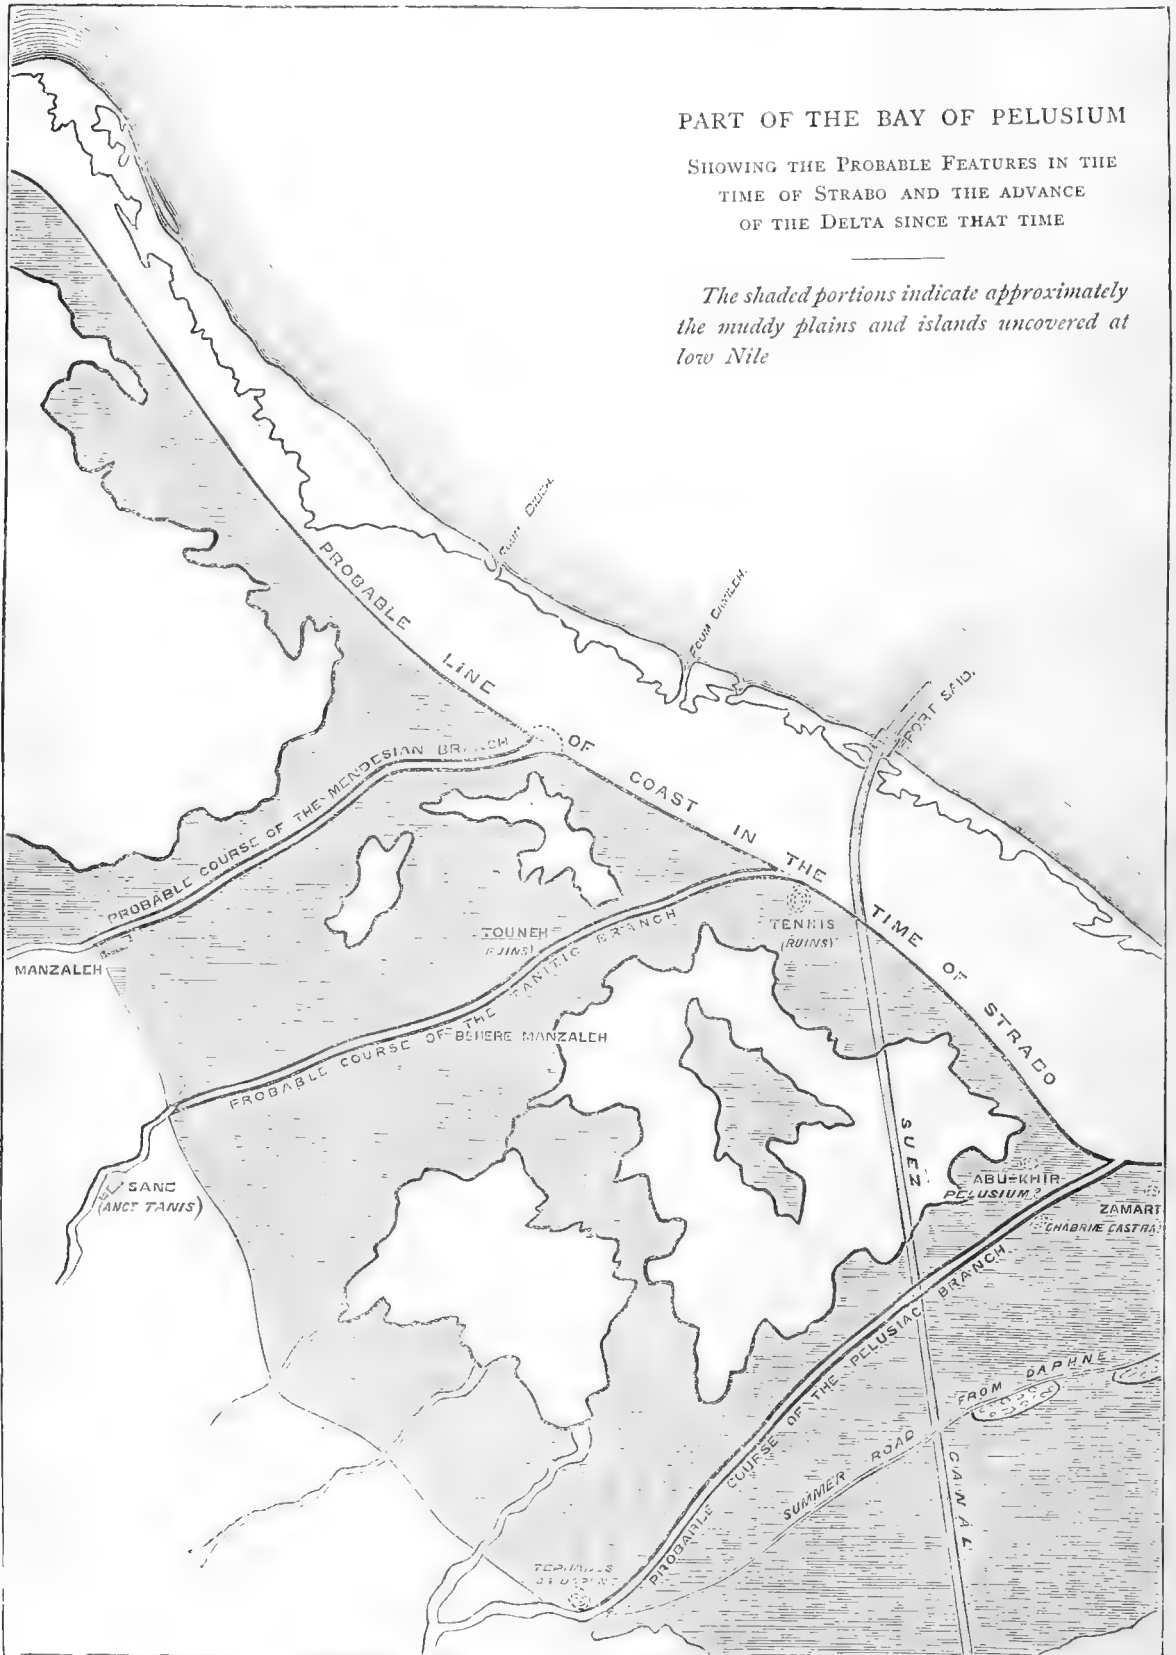 PART OF THE BAY OF PELUSIUM
SHOWING THE PROBABLE FEATURES IN THE
TIME OF STRABO AND THE ADVANCE
OF THE DELTA SINCE THAT TIME
The shaded portions indicate approximately
the muddy plains and islands uncovered at
low Nile
PORT SAID.
PROBABLE LINE OF COAST IN THE TIME OF STRABO
PROBABLE COURSE OF THE MENDESIAN BRANCH
MANZALEH
TOUNEH
(RUINS)
TENNIS
(RUINS)
PROBABLE COURSE OF THE TANITIC BRANCH
BEHERE MANZALEH
SANE
(ANCT TANIS)
SUEZ CANAL
ABU-KHIR
PELUSIUM?
ZAMART
CHABRIÆ CASTRA
PROBABLE COURSE OF THE PELUSIAC BRANCH
SUMMER ROAD FROM DAPHNE